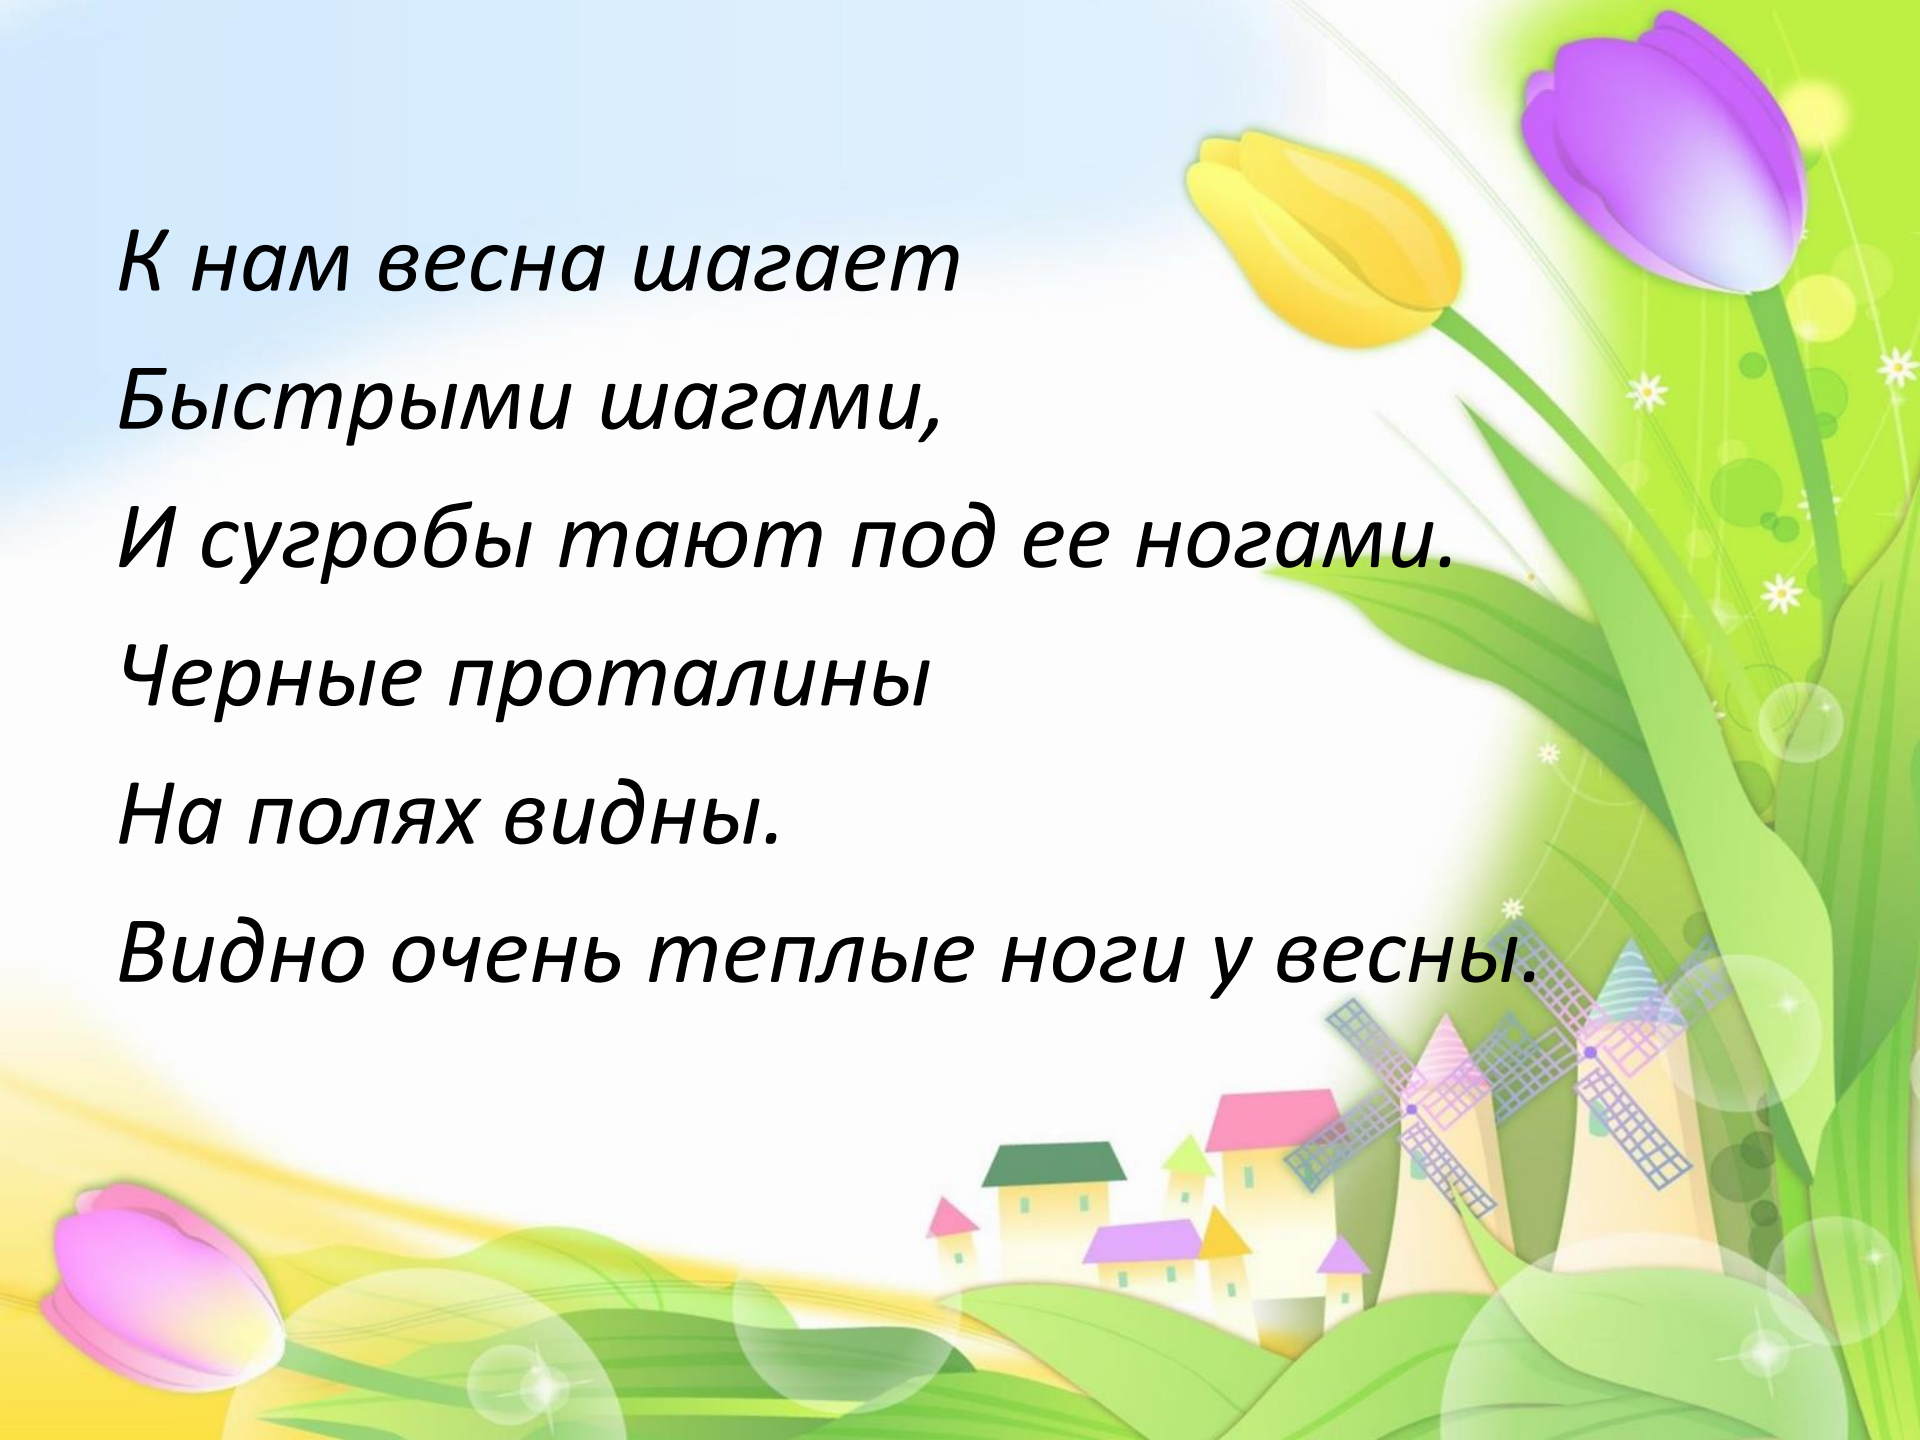 К нам весна шагает
Быстрыми шагами,
И сугробы тают под ее ногами.
Черные проталины
На полях видны.
Видно очень теплые ноги у весны.